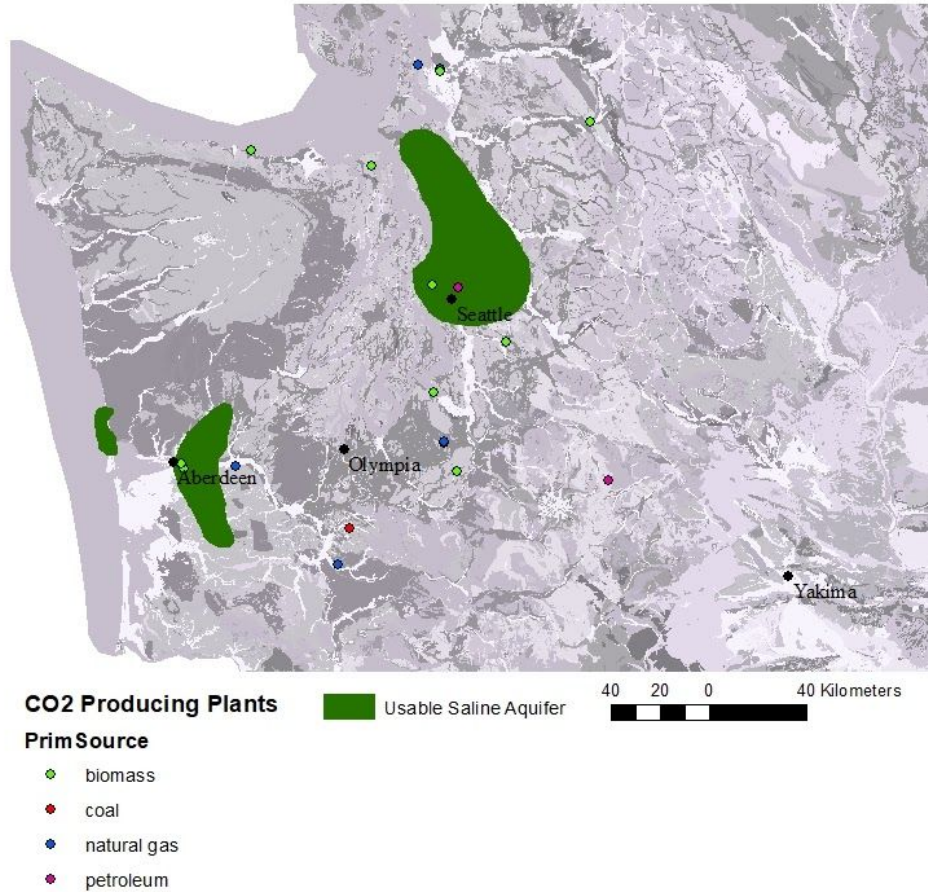 Seattle
Olympia
Aberdeen
Yakima
CO2 Producing Plants
PrimSource
biomass
coal
natural gas
petroleum
Usable Saline Aquifer
40 20 0 40 Kilometers